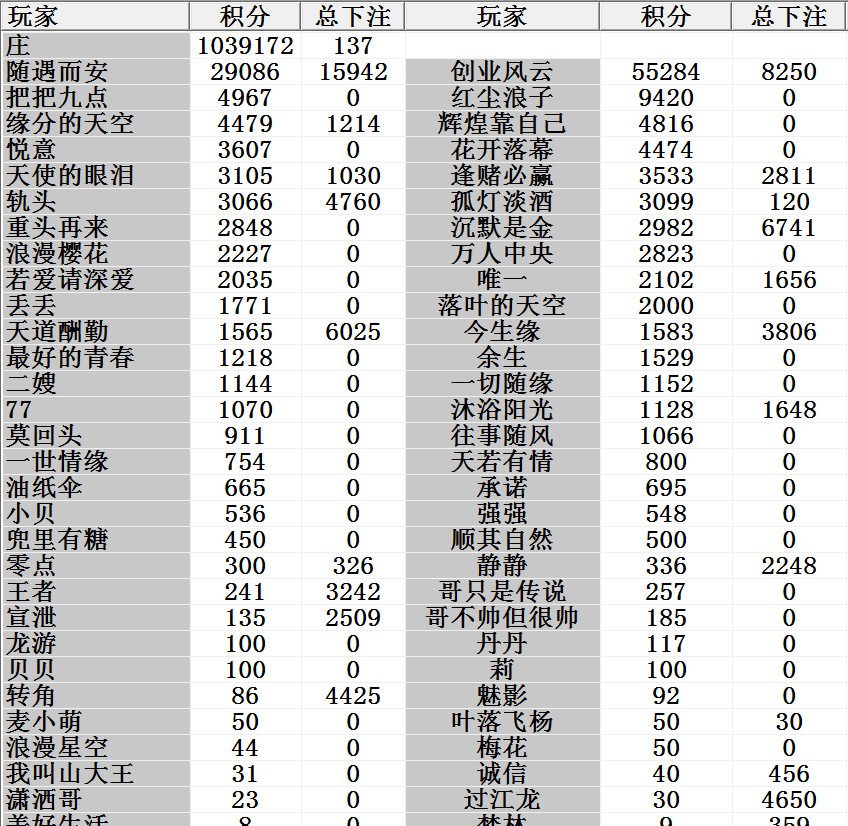 玩家 积分 总下注 玩家 积分 总下注
庄 1039172 137
随遇而安 29086 15942 创业风云 55284 8250
把把九点 4967 0 红尘浪子 9420 0
缘分的天空 4479 1214 辉煌靠自己 4816 0
悦意 3607 0 花开落幕 4474 0
天使的眼泪 3105 1030 逢赌必赢 3533 2811
轨头 3066 4760 孤灯淡酒 3099 120
重头再来 2848 0 沉默是金 2982 6741
浪漫樱花 2227 0 万人中央 2823 0
若爱请深爱 2035 0 唯一 2102 1656
丢丢 1771 0 落叶的天空 2000 0
天道酬勤 1565 6025 今生缘 1583 3806
最好的青春 1218 0 余生 1529 0
二嫂 1144 0 一切随缘 1152 0
77 1070 0 沐浴阳光 1128 1648
莫回头 911 0 往事随风 1066 0
一世情缘 754 0 天若有情 800 0
油纸伞 665 0 承诺 695 0
小贝 536 0 强强 548 0
兜里有糖 450 0 顺其自然 500 0
零点 300 326 静静 336 2248
王者 241 3242 哥只是传说 257 0
宣泄 135 2509 哥不帅但很帅 185 0
龙游 100 0 丹丹 117 0
贝贝 100 0 莉 100 0
转角 86 4425 魅影 92 0
麦小萌 50 0 叶落飞杨 50 30
浪漫星空 44 0 梅花 50 0
我叫山大王 31 0 诚信 40 456
潇洒哥 23 0 过江龙 30 4650
美好生活 8 0 梦林 9 359